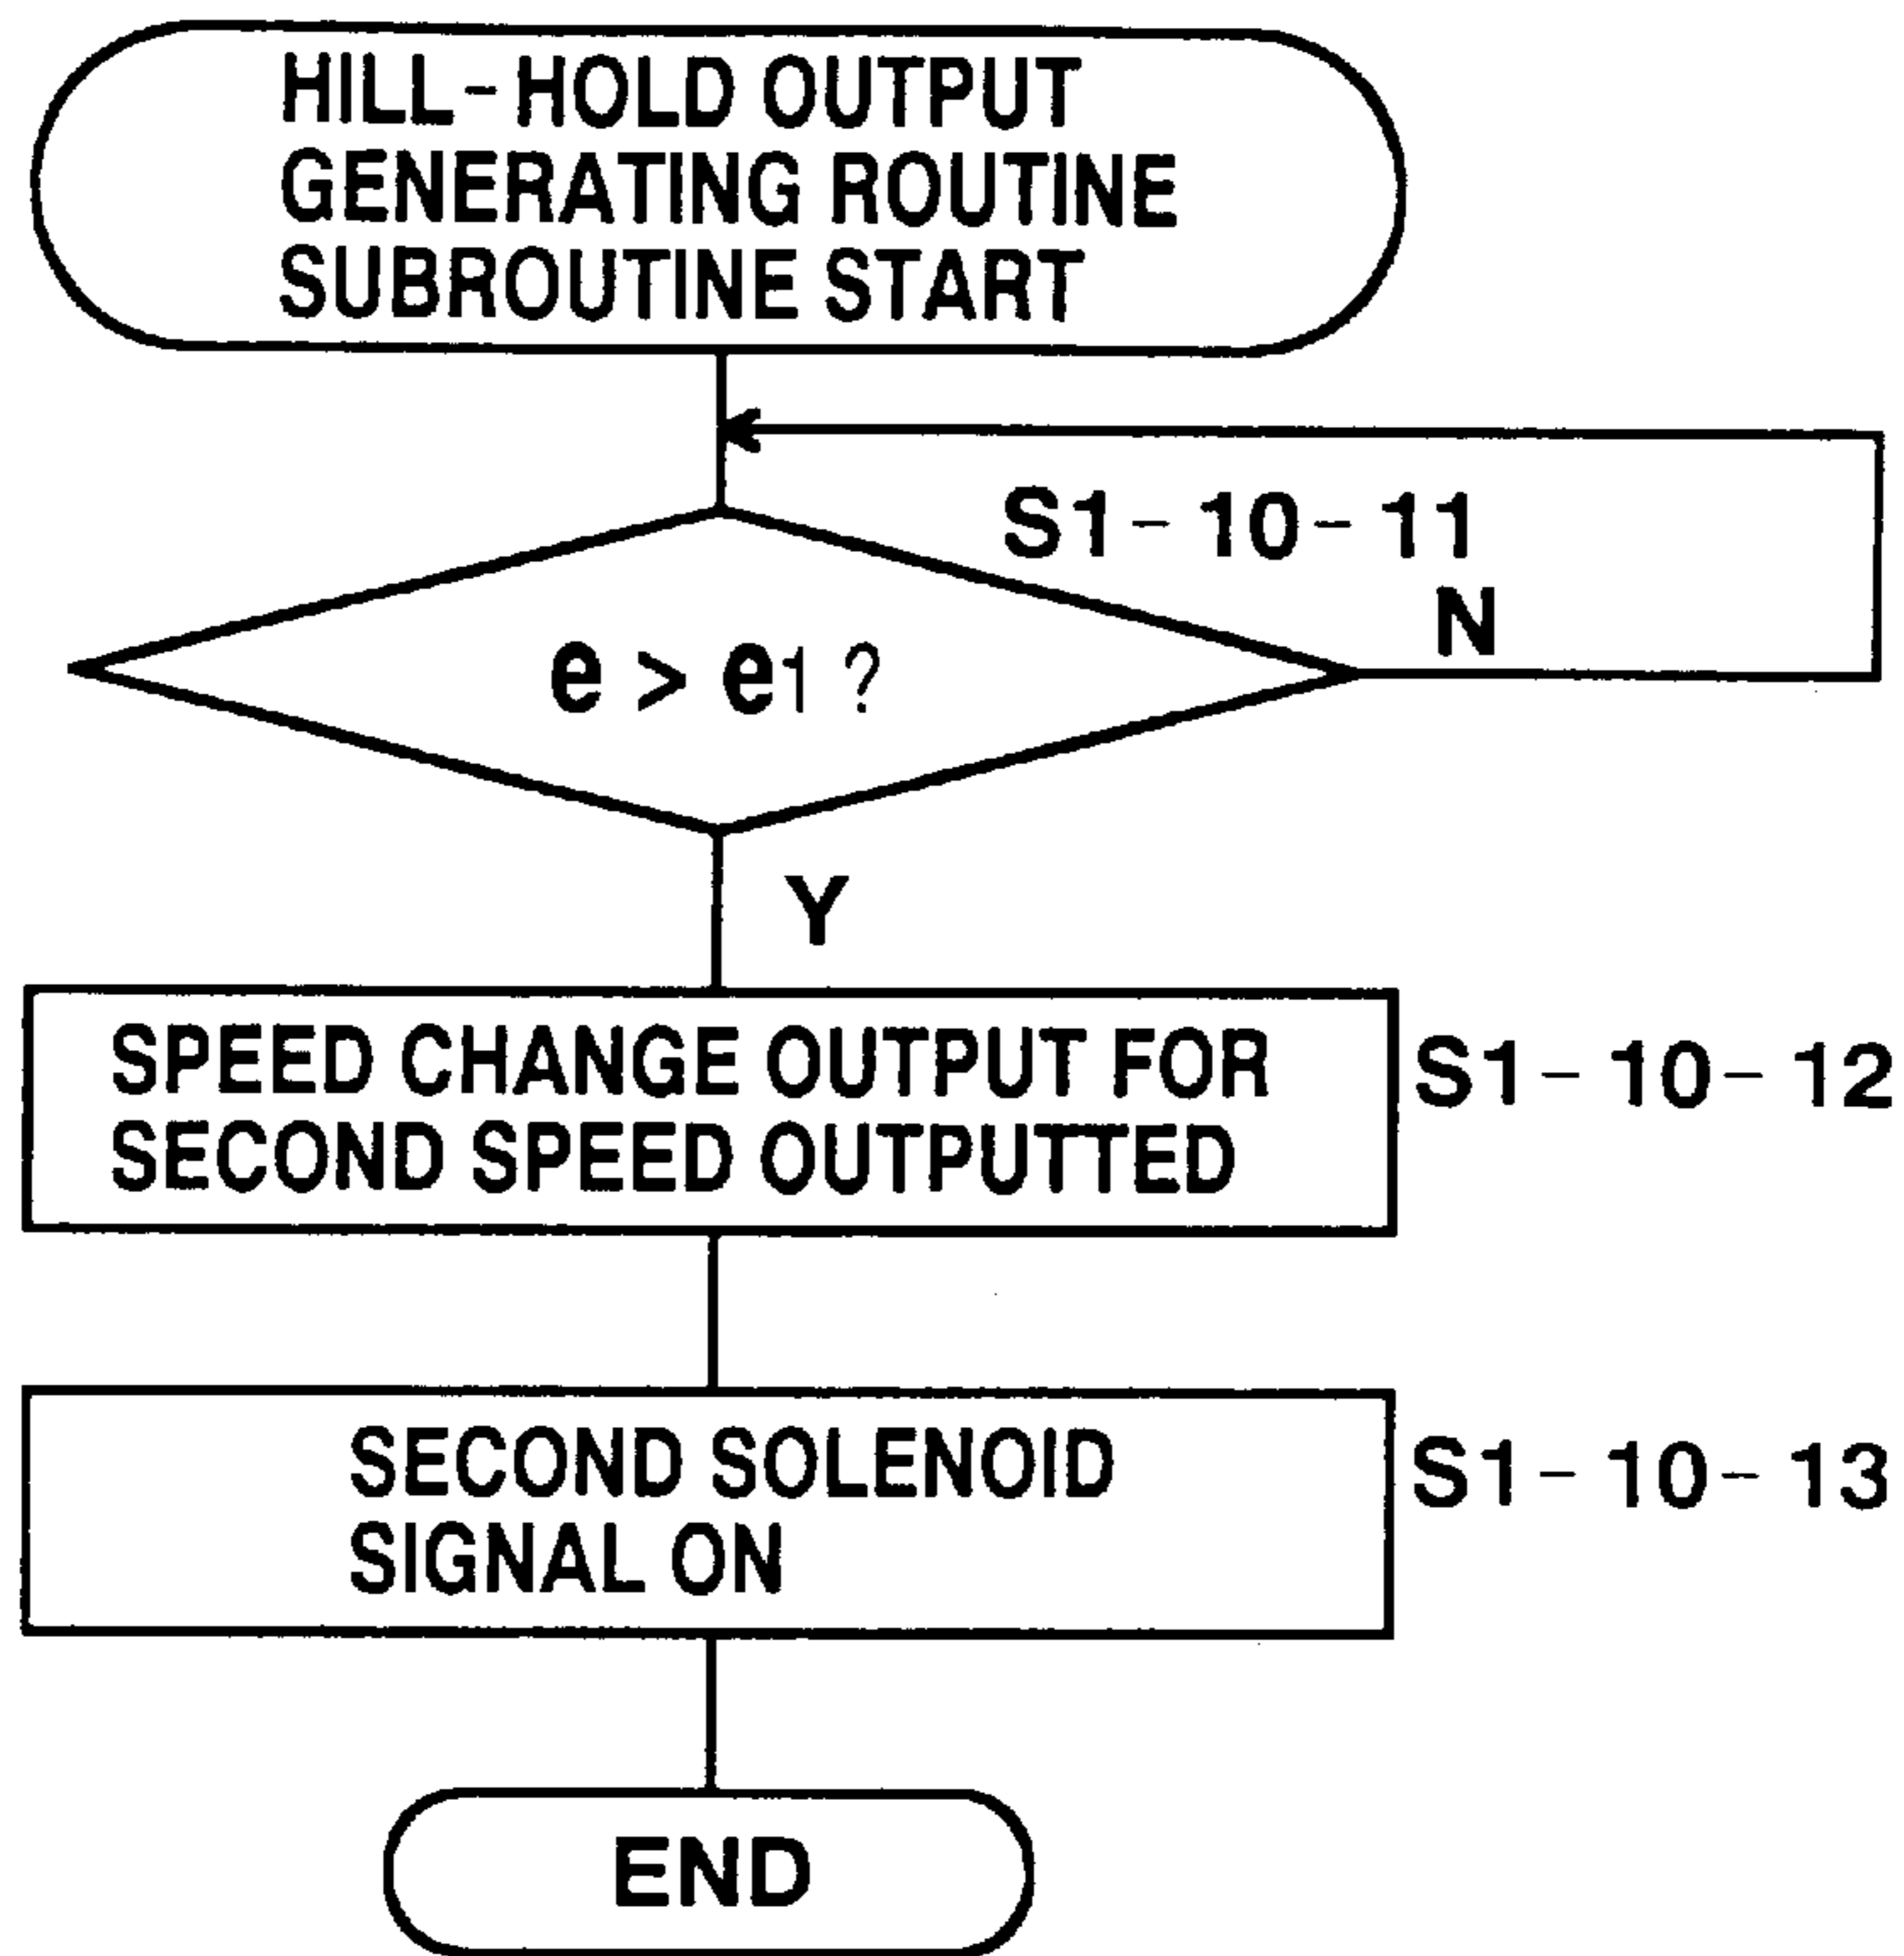 HILL-HOLD OUTPUT
GENERATING ROUTINE
SUBROUTINE START
S1-10-11
N
e > e1 ?
Y
SPEED CHANGE OUTPUT FOR
SECOND SPEED OUTPUTTED
S1-10-12
SECOND SOLENOID
SIGNAL ON
S1-10-13
END